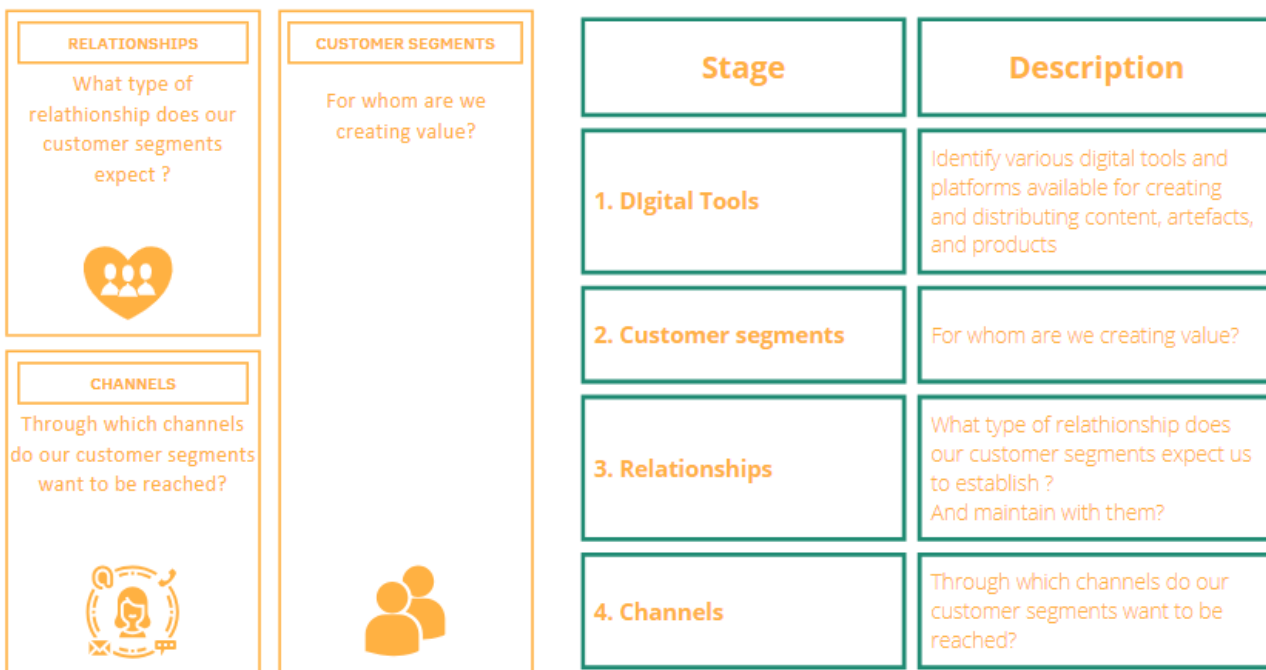 RELATIONSHIPS
What type of
relathionship does our
customer segments
expect ?
CHANNELS
Through which channels
do our customer segments
want to be reached?
CUSTOMER SEGMENTS
For whom are we
creating value?
Stage
Description
1. DIgital Tools
Identify various digital tools and
platforms available for creating
and distributing content, artefacts,
and products
2. Customer segments
For whom are we creating value?
3. Relationships
What type of relathionship does
our customer segments expect us
to establish ?
And maintain with them?
4. Channels
Through which channels do our
customer segments want to be
reached?